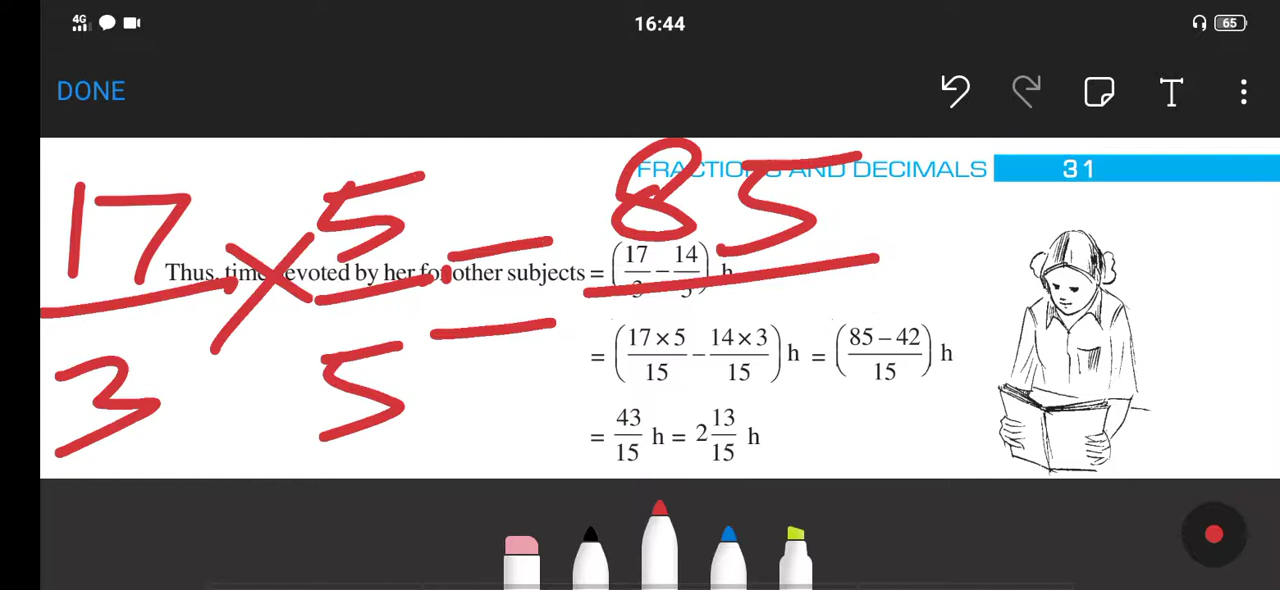 4G 16:44 65
DONE T
FRACTIONS AND DECIMALS 31
17/3 × 5/5 = 85
Thus, time devoted by her for other subjects = (17/3 − 14/5) h
= (17 × 5/15 − 14 × 3/15) h = (85 − 42/15) h
= 43/15 h = 2 13/15 h